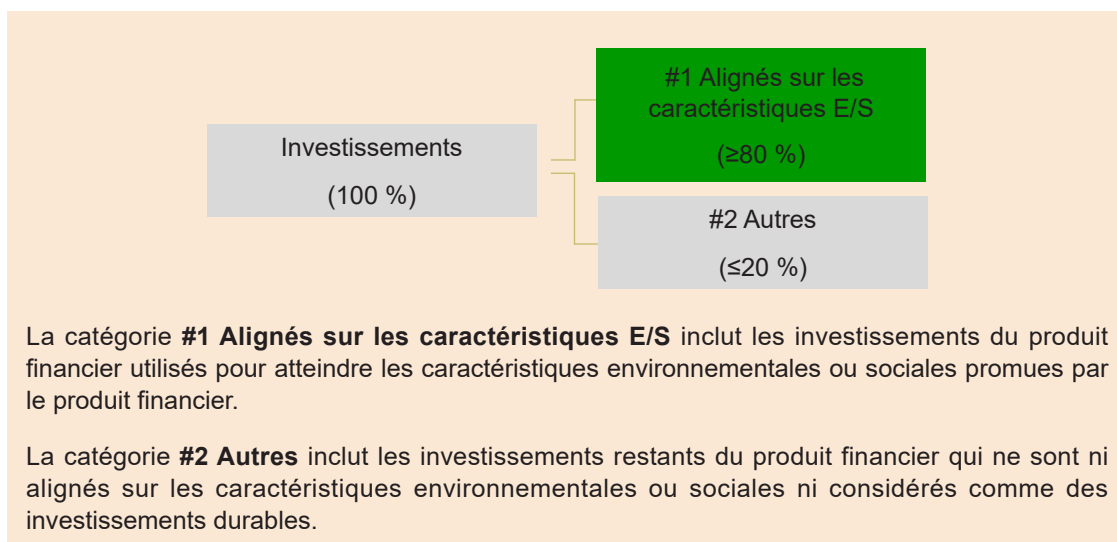 #1 Alignés sur les
caractéristiques E/S
(≥80 %)
Investissements
(100 %)
#2 Autres
(≤20 %)
La catégorie #1 Alignés sur les caractéristiques E/S inclut les investissements du produit
financier utilisés pour atteindre les caractéristiques environnementales ou sociales promues par
le produit financier.
La catégorie #2 Autres inclut les investissements restants du produit financier qui ne sont ni
alignés sur les caractéristiques environnementales ou sociales ni considérés comme des
investissements durables.